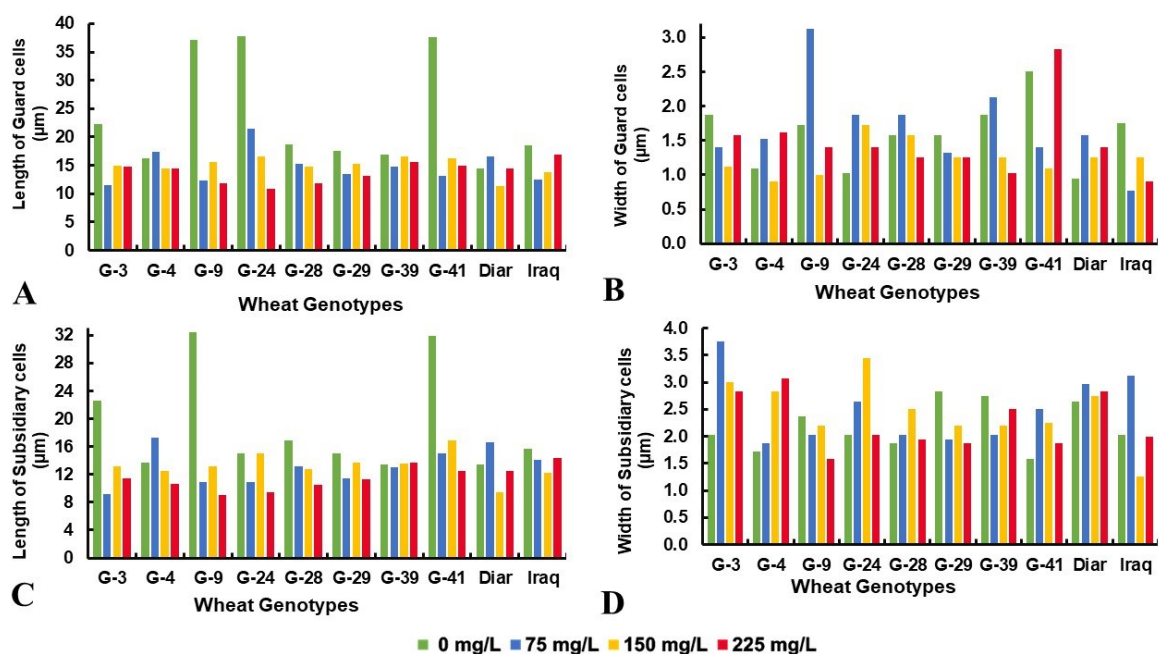 40
35
30
25
20
15
10
5
0
Length of Guard cells
(µm)
G-3 G-4 G-9 G-24 G-28 G-29 G-39 G-41 Diar Iraq
Wheat Genotypes
A
3.0
2.5
2.0
1.5
1.0
0.5
0.0
Width of Guard cells
(µm)
G-3 G-4 G-9 G-24 G-28 G-29 G-39 G-41 Diar Iraq
Wheat Genotypes
B
32
28
24
20
16
12
8
4
0
Length of Subsidiary cells
(µm)
G-3 G-4 G-9 G-24 G-28 G-29 G-39 G-41 Diar Iraq
Wheat Genotypes
C
4.0
3.5
3.0
2.5
2.0
1.5
1.0
0.5
0.0
Width of Subsidiary cells
(µm)
G-3 G-4 G-9 G-24 G-28 G-29 G-39 G-41 Diar Iraq
Wheat Genotypes
D
0 mg/L 75 mg/L 150 mg/L 225 mg/L